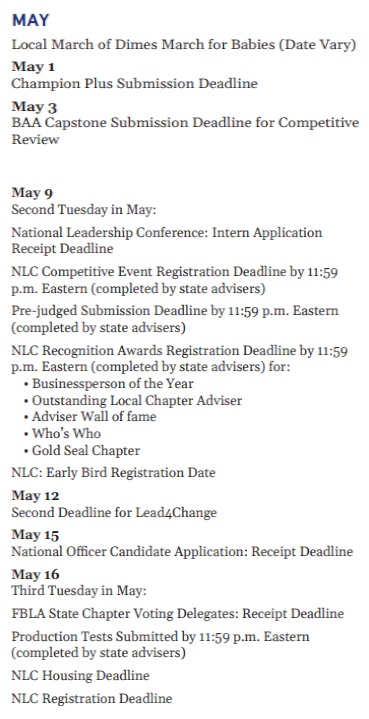 MAY
Local March of Dimes March for Babies (Date Vary)
May 1
Champion Plus Submission Deadline
May 3
BAA Capstone Submission Deadline for Competitive
Review
May 9
Second Tuesday in May:
National Leadership Conference: Intern Application
Receipt Deadline
NLC Competitive Event Registration Deadline by 11:59
p.m. Eastern (completed by state advisers)
Pre-judged Submission Deadline by 11:59 p.m. Eastern
(completed by state advisers)
NLC Recognition Awards Registration Deadline by 11:59
p.m. Eastern (completed by state advisers) for:
• Businessperson of the Year
• Outstanding Local Chapter Adviser
• Adviser Wall of fame
• Who’s Who
• Gold Seal Chapter
NLC: Early Bird Registration Date
May 12
Second Deadline for Lead4Change
May 15
National Officer Candidate Application: Receipt Deadline
May 16
Third Tuesday in May:
FBLA State Chapter Voting Delegates: Receipt Deadline
Production Tests Submitted by 11:59 p.m. Eastern
(completed by state advisers)
NLC Housing Deadline
NLC Registration Deadline